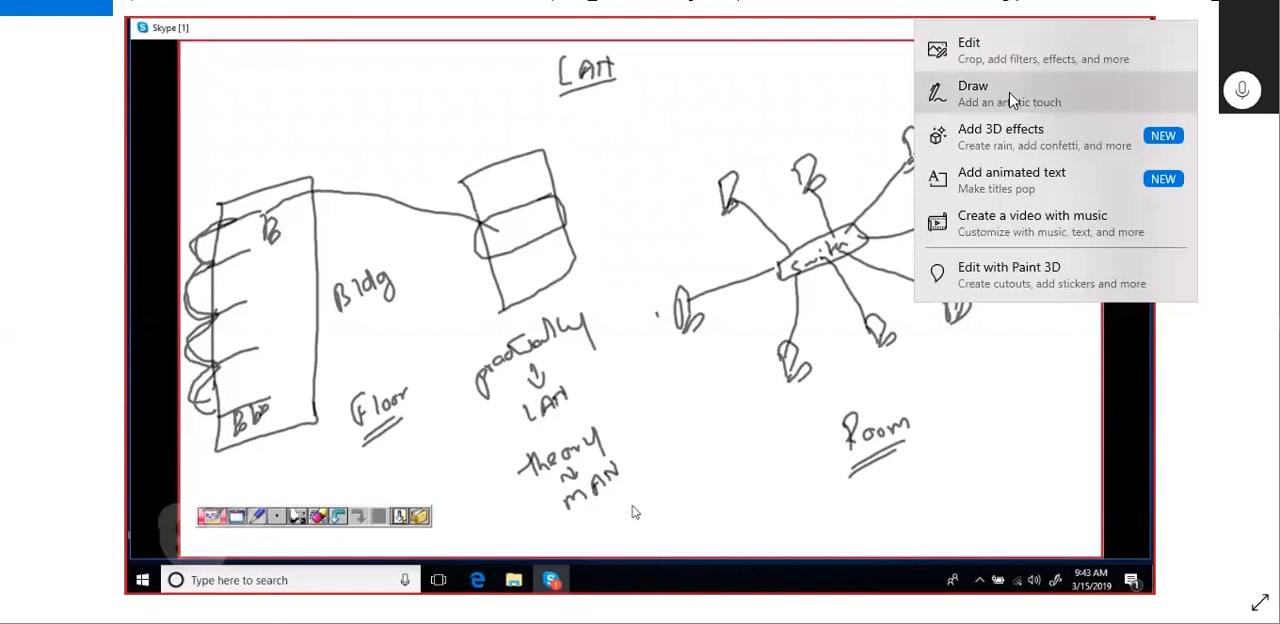 Skype [1]
LAN
Edit
Crop, add filters, effects, and more
Draw
Add an artistic touch
Add 3D effects
NEW
Create rain, add confetti, and more
Add animated text
NEW
Make titles pop
Create a video with music
Customize with music, text, and more
Edit with Paint 3D
Create cutouts, add stickers and more
Switch
Bldg
practically
LAN
Floor
theory
MAN
Room
Type here to search
9:43 AM
3/15/2019